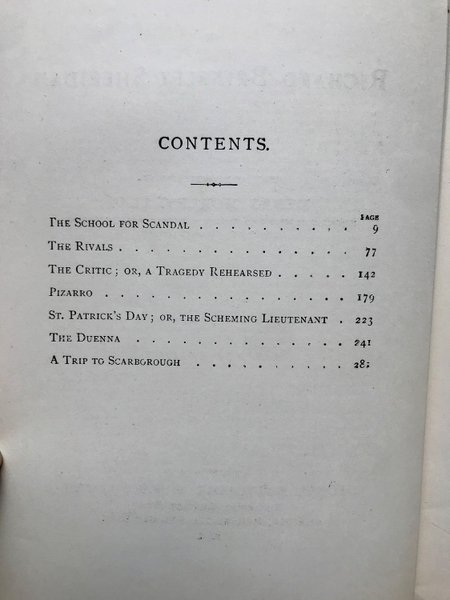 CONTENTS.
PAGE
The School for Scandal . . . . . . . . . . 9
The Rivals . . . . . . . . . . . . . . . 77
The Critic; or, a Tragedy Rehearsed . . . . . 142
Pizarro . . . . . . . . . . . . . . . . 179
St. Patrick's Day; or, the Scheming Lieutenant . 223
The Duenna . . . . . . . . . . . . . . 241
A Trip to Scarborough . . . . . . . . . .